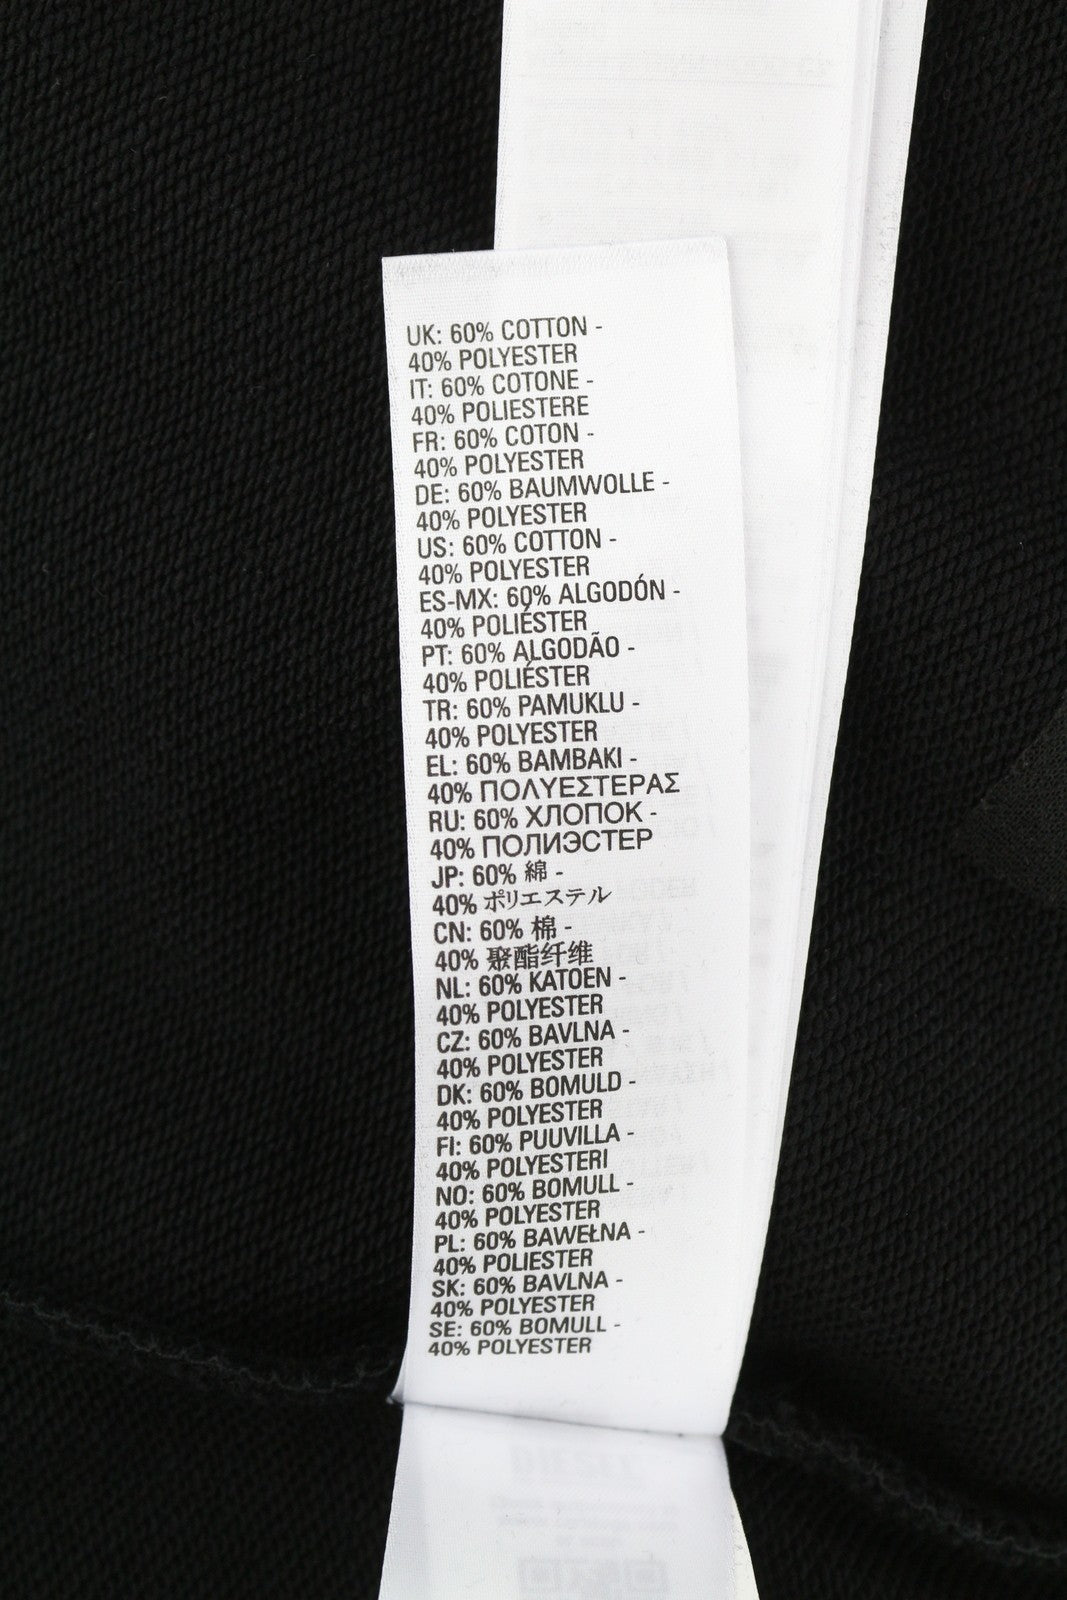 UK: 60% COTTON -
40% POLYESTER
IT: 60% COTONE -
40% POLIESTERE
FR: 60% COTON -
40% POLYESTER
DE: 60% BAUMWOLLE -
40% POLYESTER
US: 60% COTTON -
40% POLYESTER
ES-MX: 60% ALGODÓN -
40% POLIÉSTER
PT: 60% ALGODÃO -
40% POLIÉSTER
TR: 60% PAMUKLU -
40% POLYESTER
EL: 60% BAMBAKI -
40% ΠΟΛΥΕΣΤΕΡΑΣ
RU: 60% ХЛОПОК -
40% ПОЛИЭСТЕР
JP: 60% 綿 -
40% ポリエステル
CN: 60% 棉 -
40% 聚酯纤维
NL: 60% KATOEN -
40% POLYESTER
CZ: 60% BAVLNA -
40% POLYESTER
DK: 60% BOMULD -
40% POLYESTER
FI: 60% PUUVILLA -
40% POLYESTERI
NO: 60% BOMULL -
40% POLYESTER
PL: 60% BAWEŁNA -
40% POLIESTER
SK: 60% BAVLNA -
40% POLYESTER
SE: 60% BOMULL -
40% POLYESTER